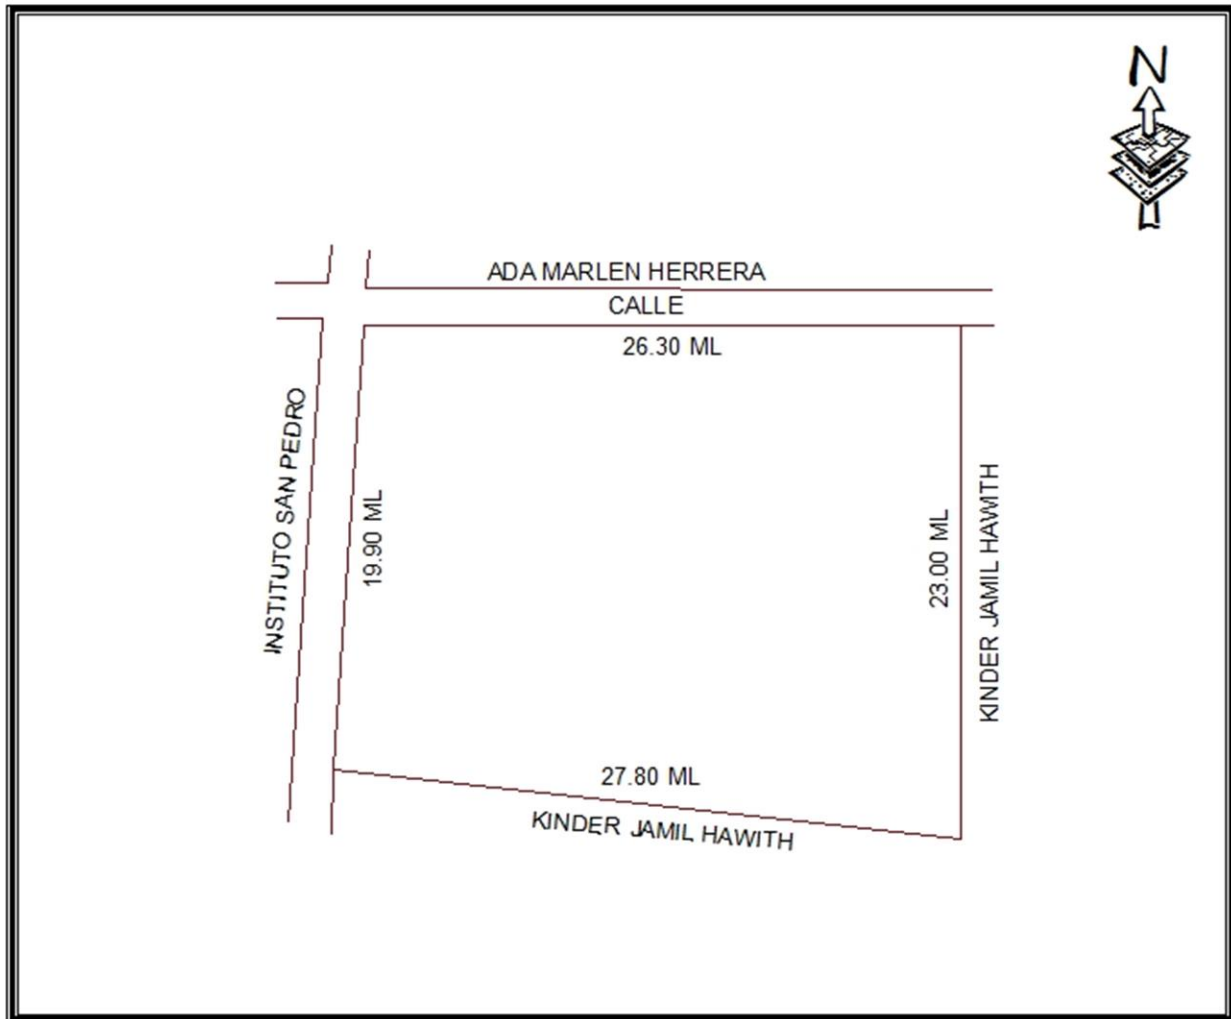 N
ADA MARLEN HERRERA
CALLE
26.30 ML
INSTITUTO SAN PEDRO
19.90 ML
23.00 ML
KINDER JAMIL HAWITH
27.80 ML
KINDER JAMIL HAWITH